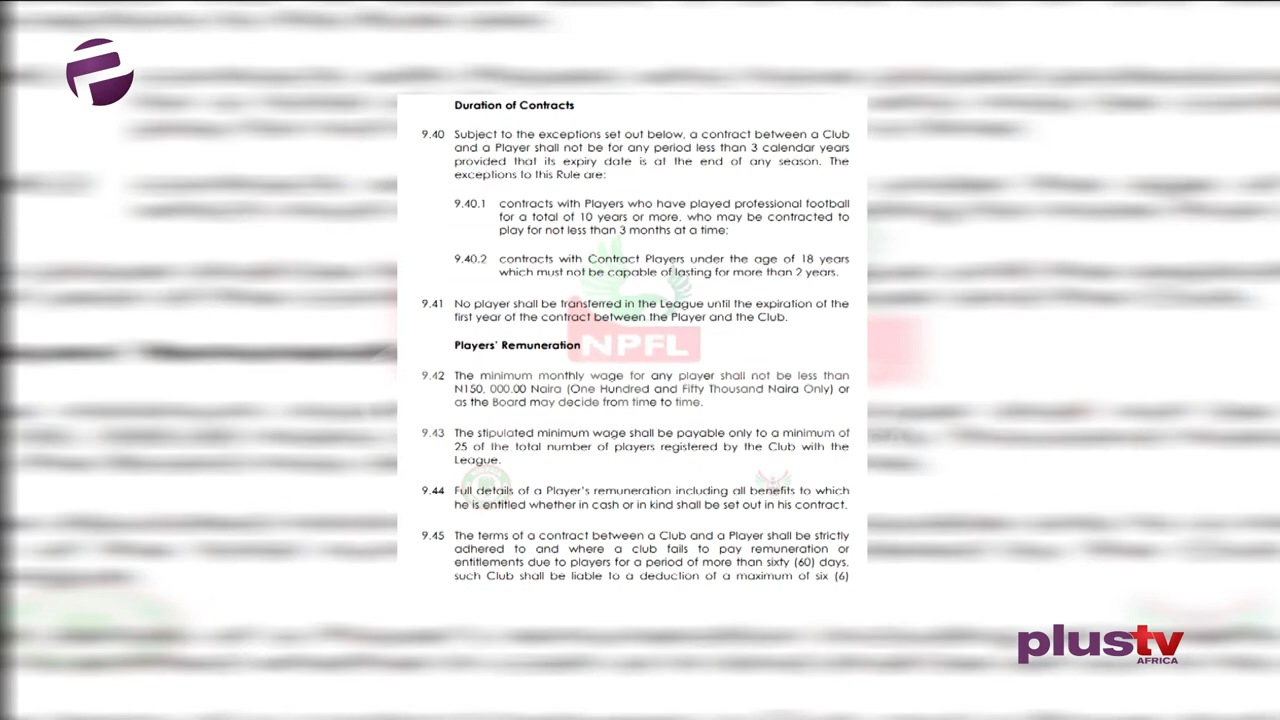 Duration of Contracts
9.40 Subject to the exceptions set out below, a contract between a Club
and a Player shall not be for any period less than 3 calendar years
provided that its expiry date is at the end of any season. The
exceptions to this Rule are:
9.40.1 contracts with Players who have played professional football
for a total of 10 years or more, who may be contracted to
play for not less than 3 months at a time;
9.40.2 contracts with Contract Players under the age of 18 years
which must not be capable of lasting for more than 2 years.
9.41 No player shall be transferred in the League until the expiration of the
first year of the contract between the Player and the Club.
Players' Remuneration
NPFL
9.42 The minimum monthly wage for any player shall not be less than
N150, 000.00 Naira (One Hundred and Fifty Thousand Naira Only) or
as the Board may decide from time to time.
9.43 The stipulated minimum wage shall be payable only to a minimum of
25 of the total number of players registered by the Club with the
League.
9.44 Full details of a Player's remuneration including all benefits to which
he is entitled whether in cash or in kind shall be set out in his contract.
9.45 The terms of a contract between a Club and a Player shall be strictly
adhered to and where a club fails to pay remuneration or
entitlements due to players for a period of more than sixty (60) days,
such Club shall be liable to a deduction of a maximum of six (6)
plustv
AFRICA